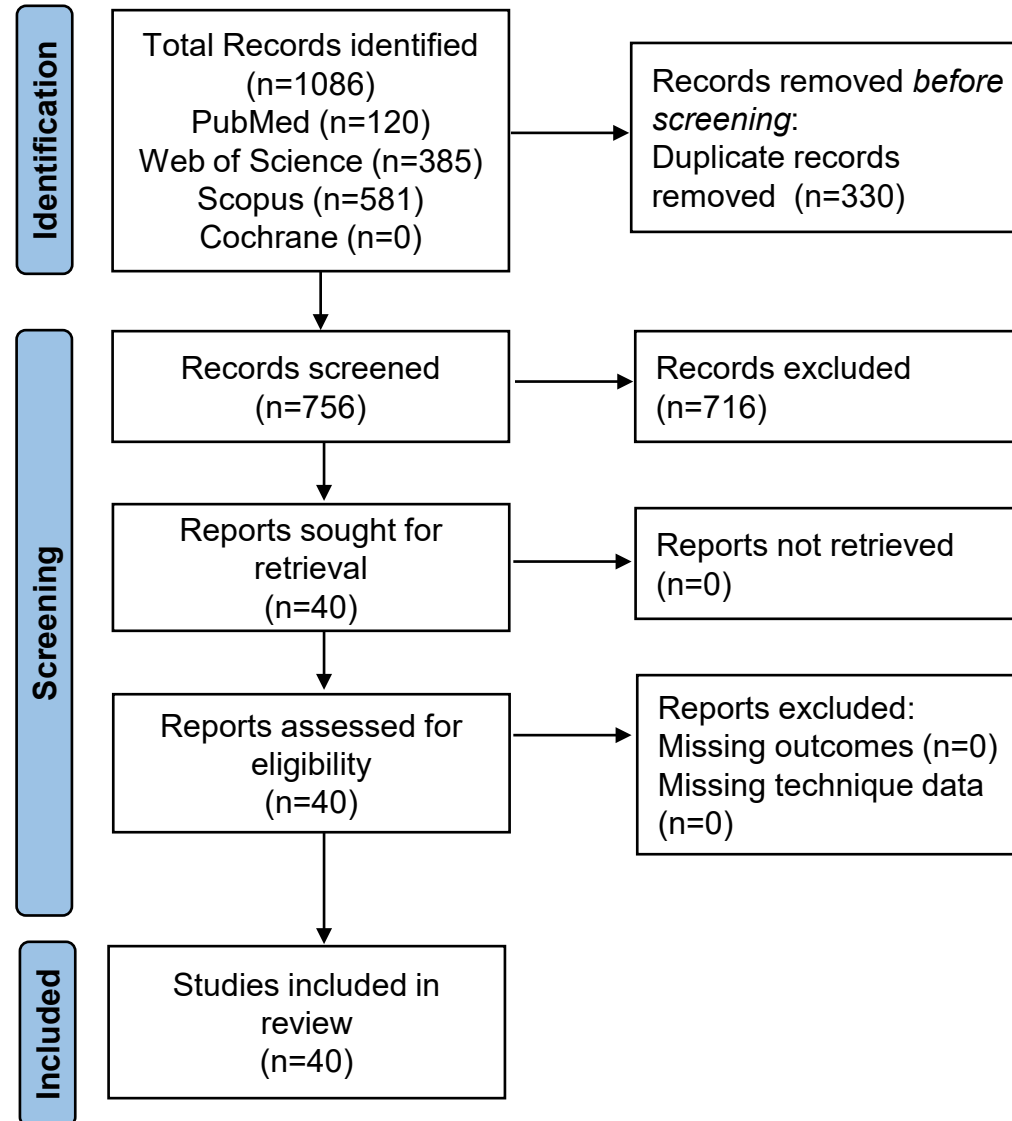 Identification
Total Records identified
(n=1086)
PubMed (n=120)
Web of Science (n=385)
Scopus (n=581)
Cochrane (n=0)
Records removed before
screening:
Duplicate records
removed (n=330)
Screening
Records screened
(n=756)
Records excluded
(n=716)
Reports sought for
retrieval
(n=40)
Reports not retrieved
(n=0)
Reports assessed for
eligibility
(n=40)
Reports excluded:
Missing outcomes (n=0)
Missing technique data
(n=0)
Included
Studies included in
review
(n=40)